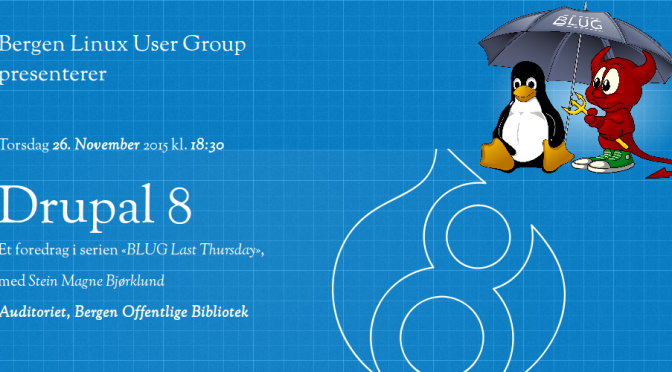 BLUG
Bergen Linux User Group
presenterer
Torsdag 26. November 2015 kl. 18:30
Drupal 8
Et foredrag i serien «BLUG Last Thursday»,
med Stein Magne Bjørklund
Auditoriet, Bergen Offentlige Bibliotek
8